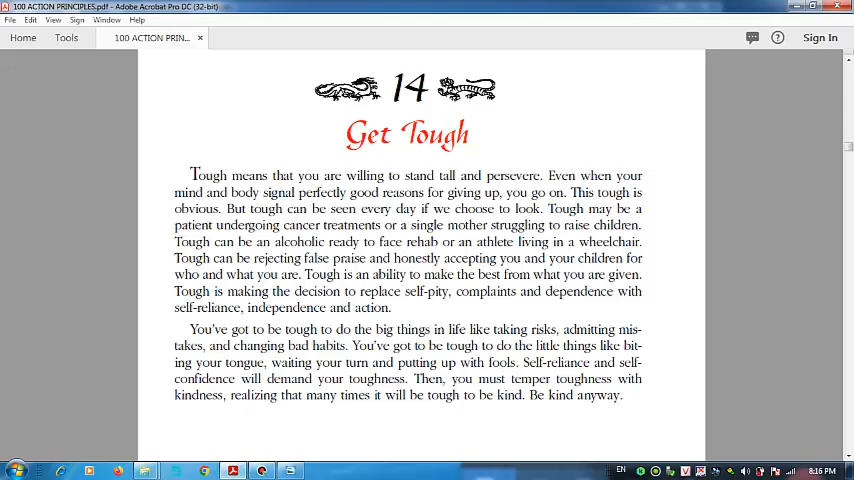 100 ACTION PRINCIPLES.pdf - Adobe Acrobat Pro DC (32-bit)
File Edit View Sign Window Help
Home Tools 100 ACTION PRIN... × Sign In
14
Get Tough
Tough means that you are willing to stand tall and persevere. Even when your
mind and body signal perfectly good reasons for giving up, you go on. This tough is
obvious. But tough can be seen every day if we choose to look. Tough may be a
patient undergoing cancer treatments or a single mother struggling to raise children.
Tough can be an alcoholic ready to face rehab or an athlete living in a wheelchair.
Tough can be rejecting false praise and honestly accepting you and your children for
who and what you are. Tough is an ability to make the best from what you are given.
Tough is making the decision to replace self-pity, complaints and dependence with
self-reliance, independence and action.
You've got to be tough to do the big things in life like taking risks, admitting mis-
takes, and changing bad habits. You've got to be tough to do the little things like bit-
ing your tongue, waiting your turn and putting up with fools. Self-reliance and self-
confidence will demand your toughness. Then, you must temper toughness with
kindness, realizing that many times it will be tough to be kind. Be kind anyway.
EN 8:16 PM